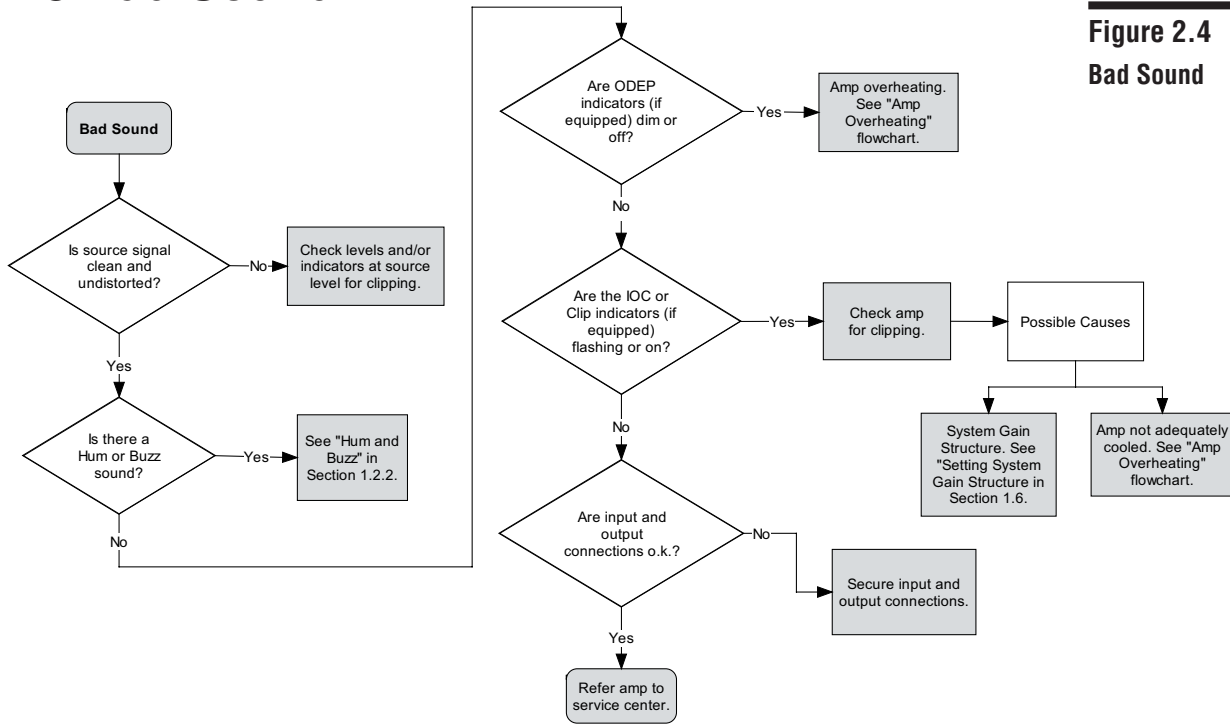 Figure 2.4
Bad Sound
Bad Sound
Is source signal
clean and
undistorted?
No
Check levels and/or
indicators at source
level for clipping.
Yes
Is there a
Hum or Buzz
sound?
Yes
See "Hum and
Buzz" in
Section 1.2.2.
No
Are ODEP
indicators (if
equipped) dim or
off?
Yes
Amp overheating.
See "Amp
Overheating"
flowchart.
No
Are the IOC or
Clip indicators (if
equipped)
flashing or on?
Yes
Check amp
for clipping.
Possible Causes
System Gain
Structure. See
"Setting System
Gain Structure in
Section 1.6.
Amp not adequately
cooled. See "Amp
Overheating"
flowchart.
No
Are input and
output
connections o.k.?
No
Secure input and
output connections.
Yes
Refer amp to
service center.